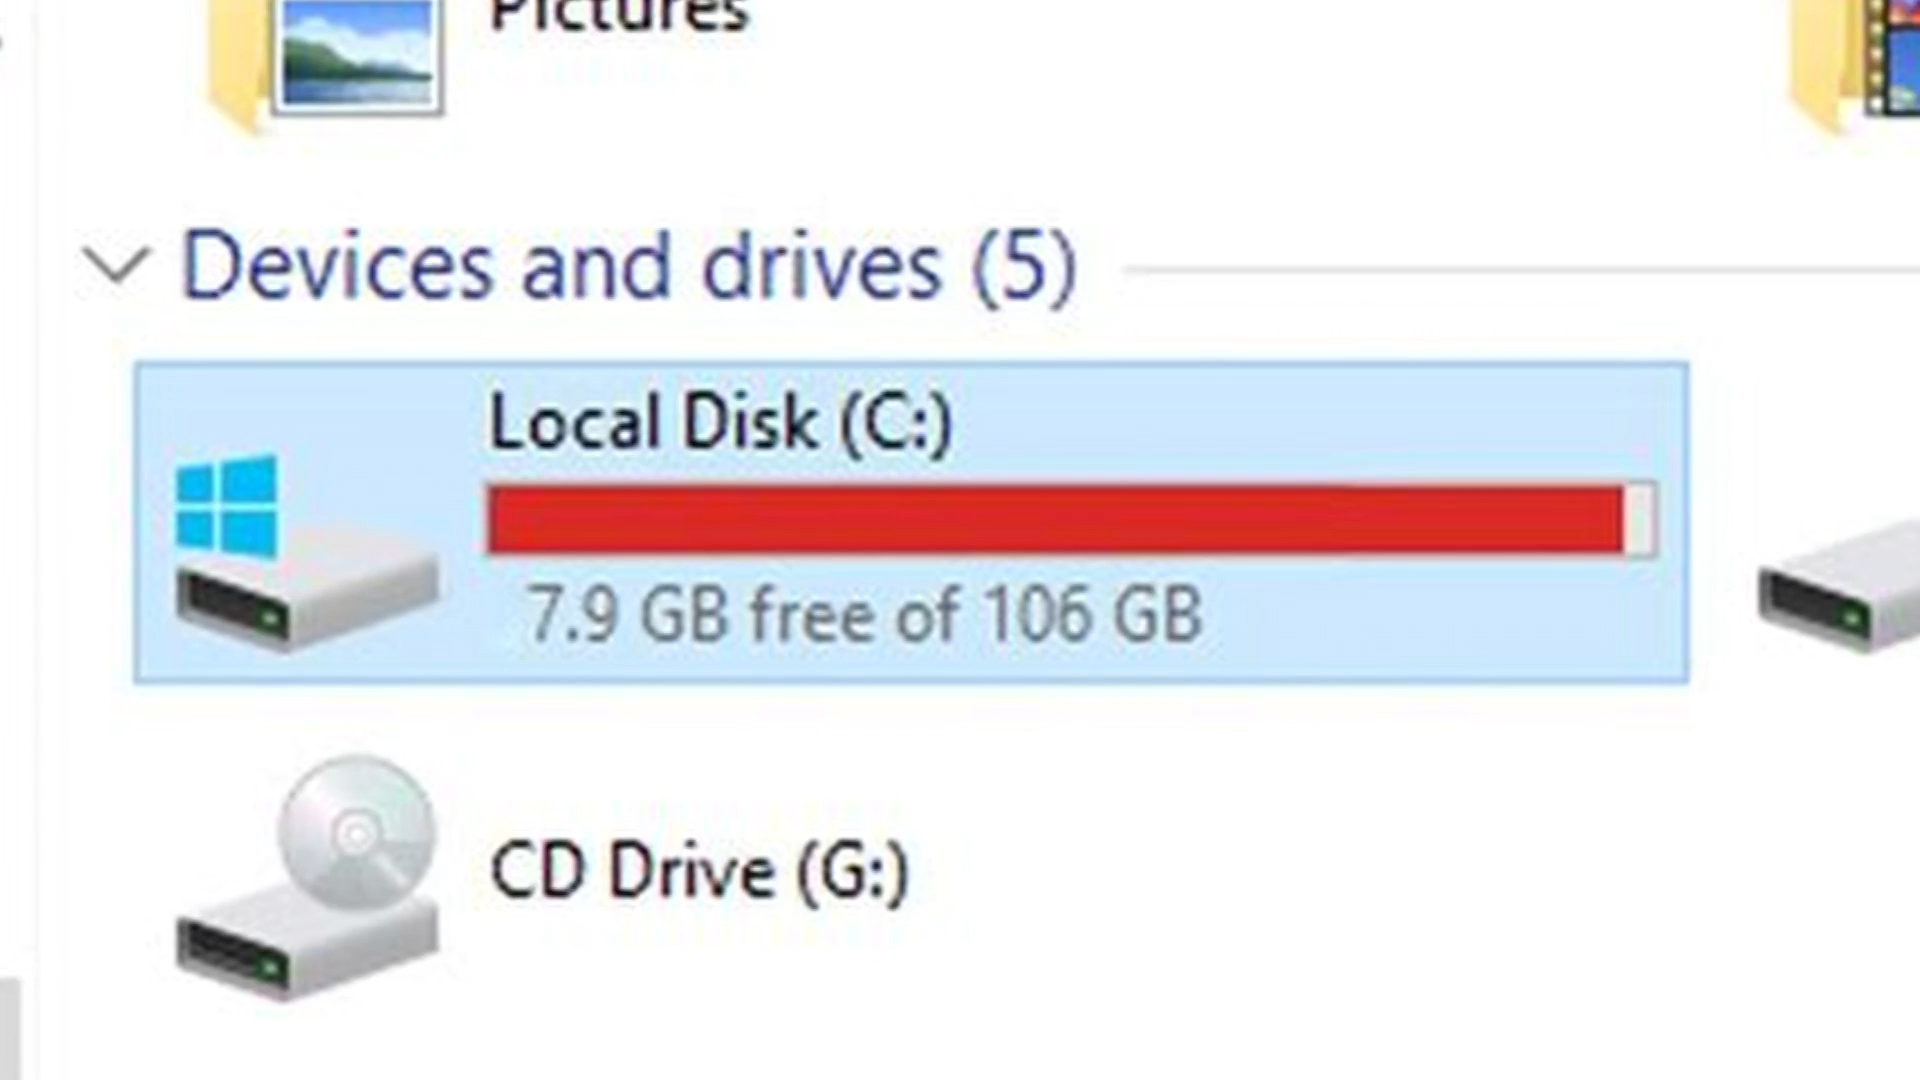 Pictures
Devices and drives (5)
Local Disk (C:)
7.9 GB free of 106 GB
CD Drive (G:)